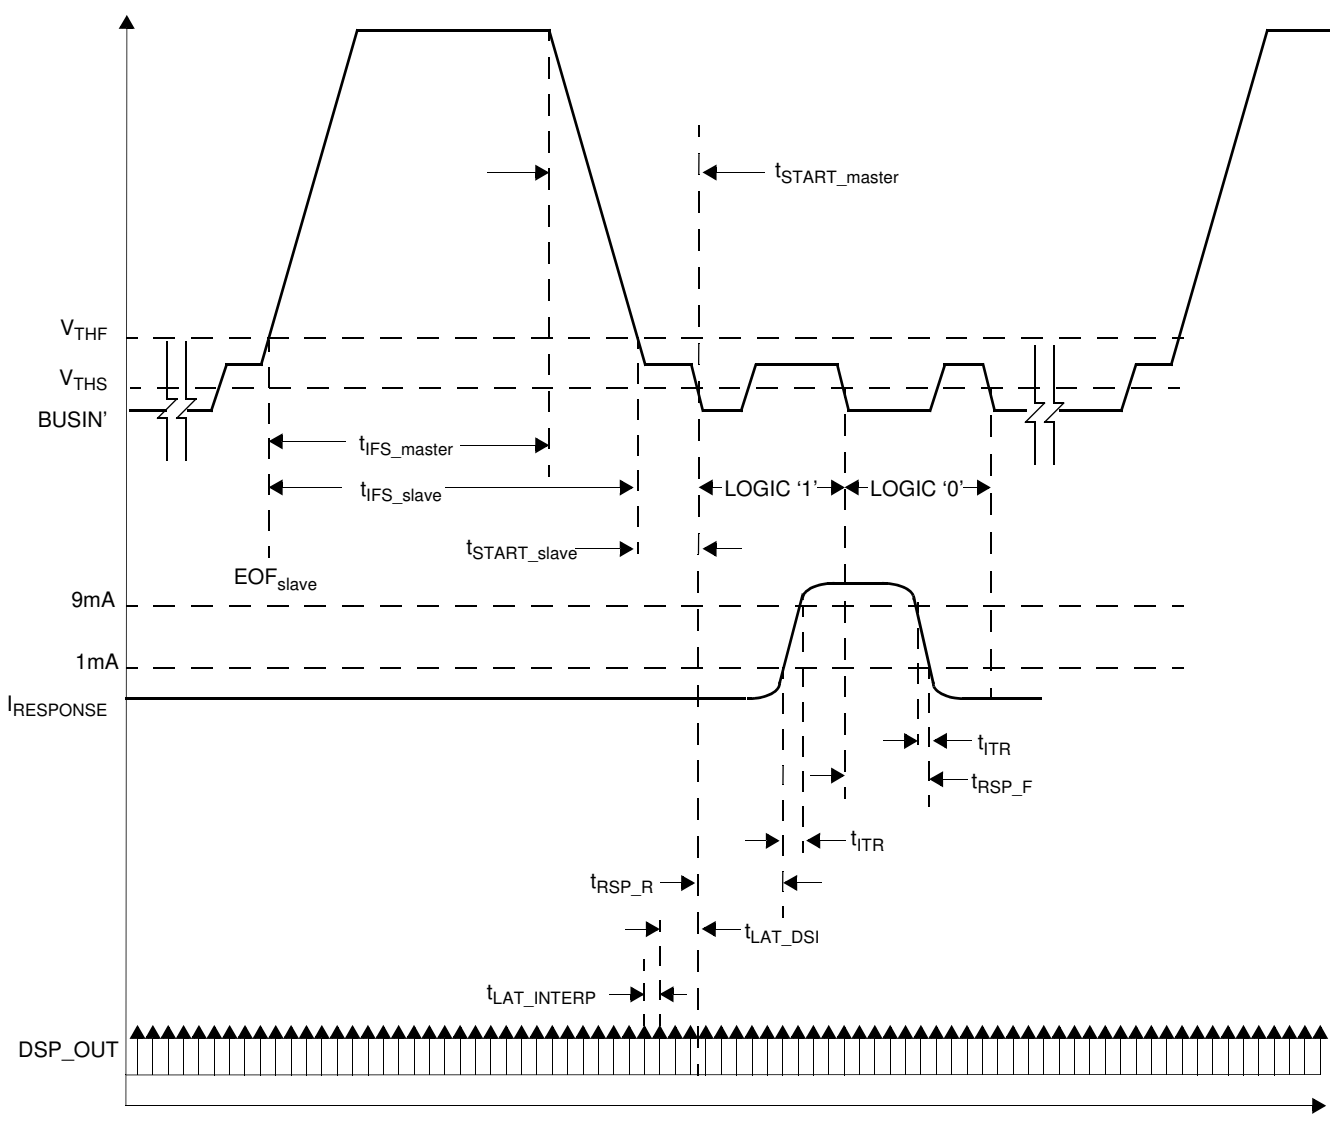 tSTART_master
VTHF
VTHS
BUSIN’
tIFS_master
tIFS_slave
LOGIC ‘1’
LOGIC ‘0’
tSTART_slave
EOFslave
9mA
1mA
IRESPONSE
tITR
tRSP_F
tITR
tRSP_R
tLAT_DSI
tLAT_INTERP
DSP_OUT